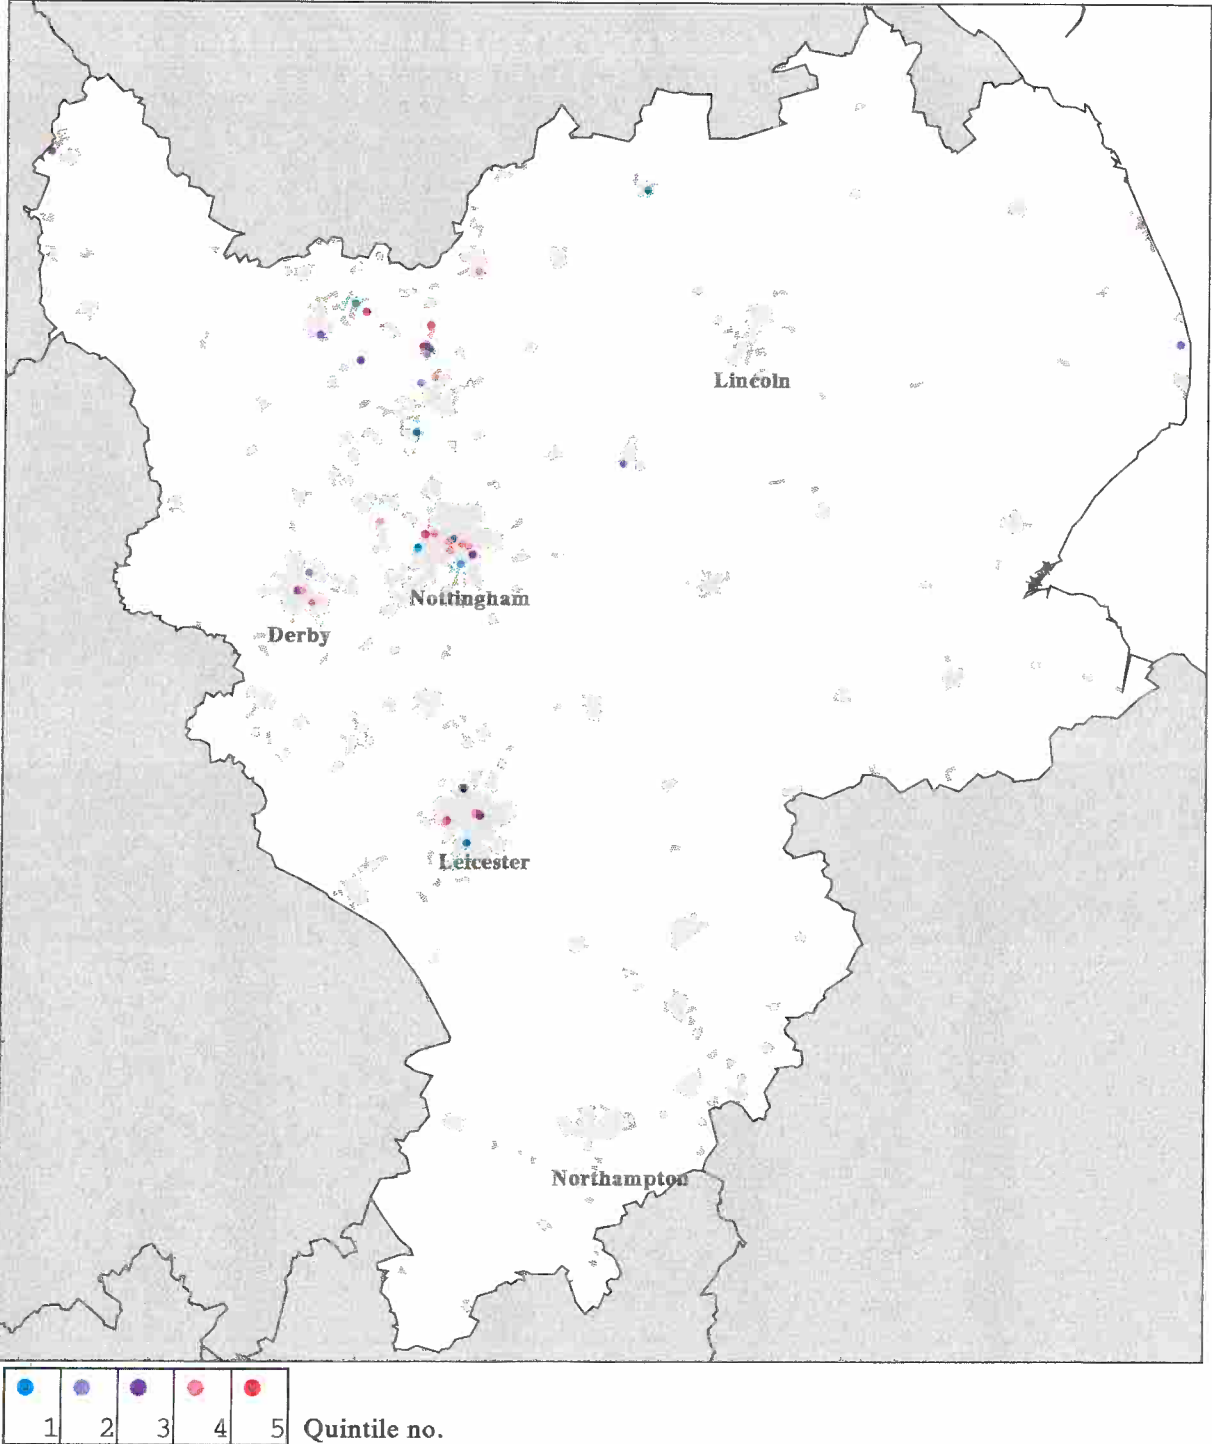 Lincoln
Nottingham
Derby
Leicester
Northampton
1 2 3 4 5 Quintile no.